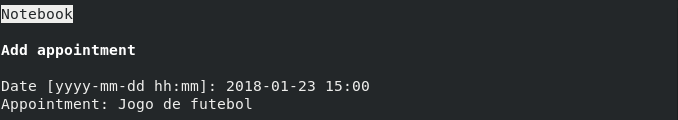 Notebook
Add appointment
Date [yyyy-mm-dd hh:mm]: 2018-01-23 15:00
Appointment: Jogo de futebol